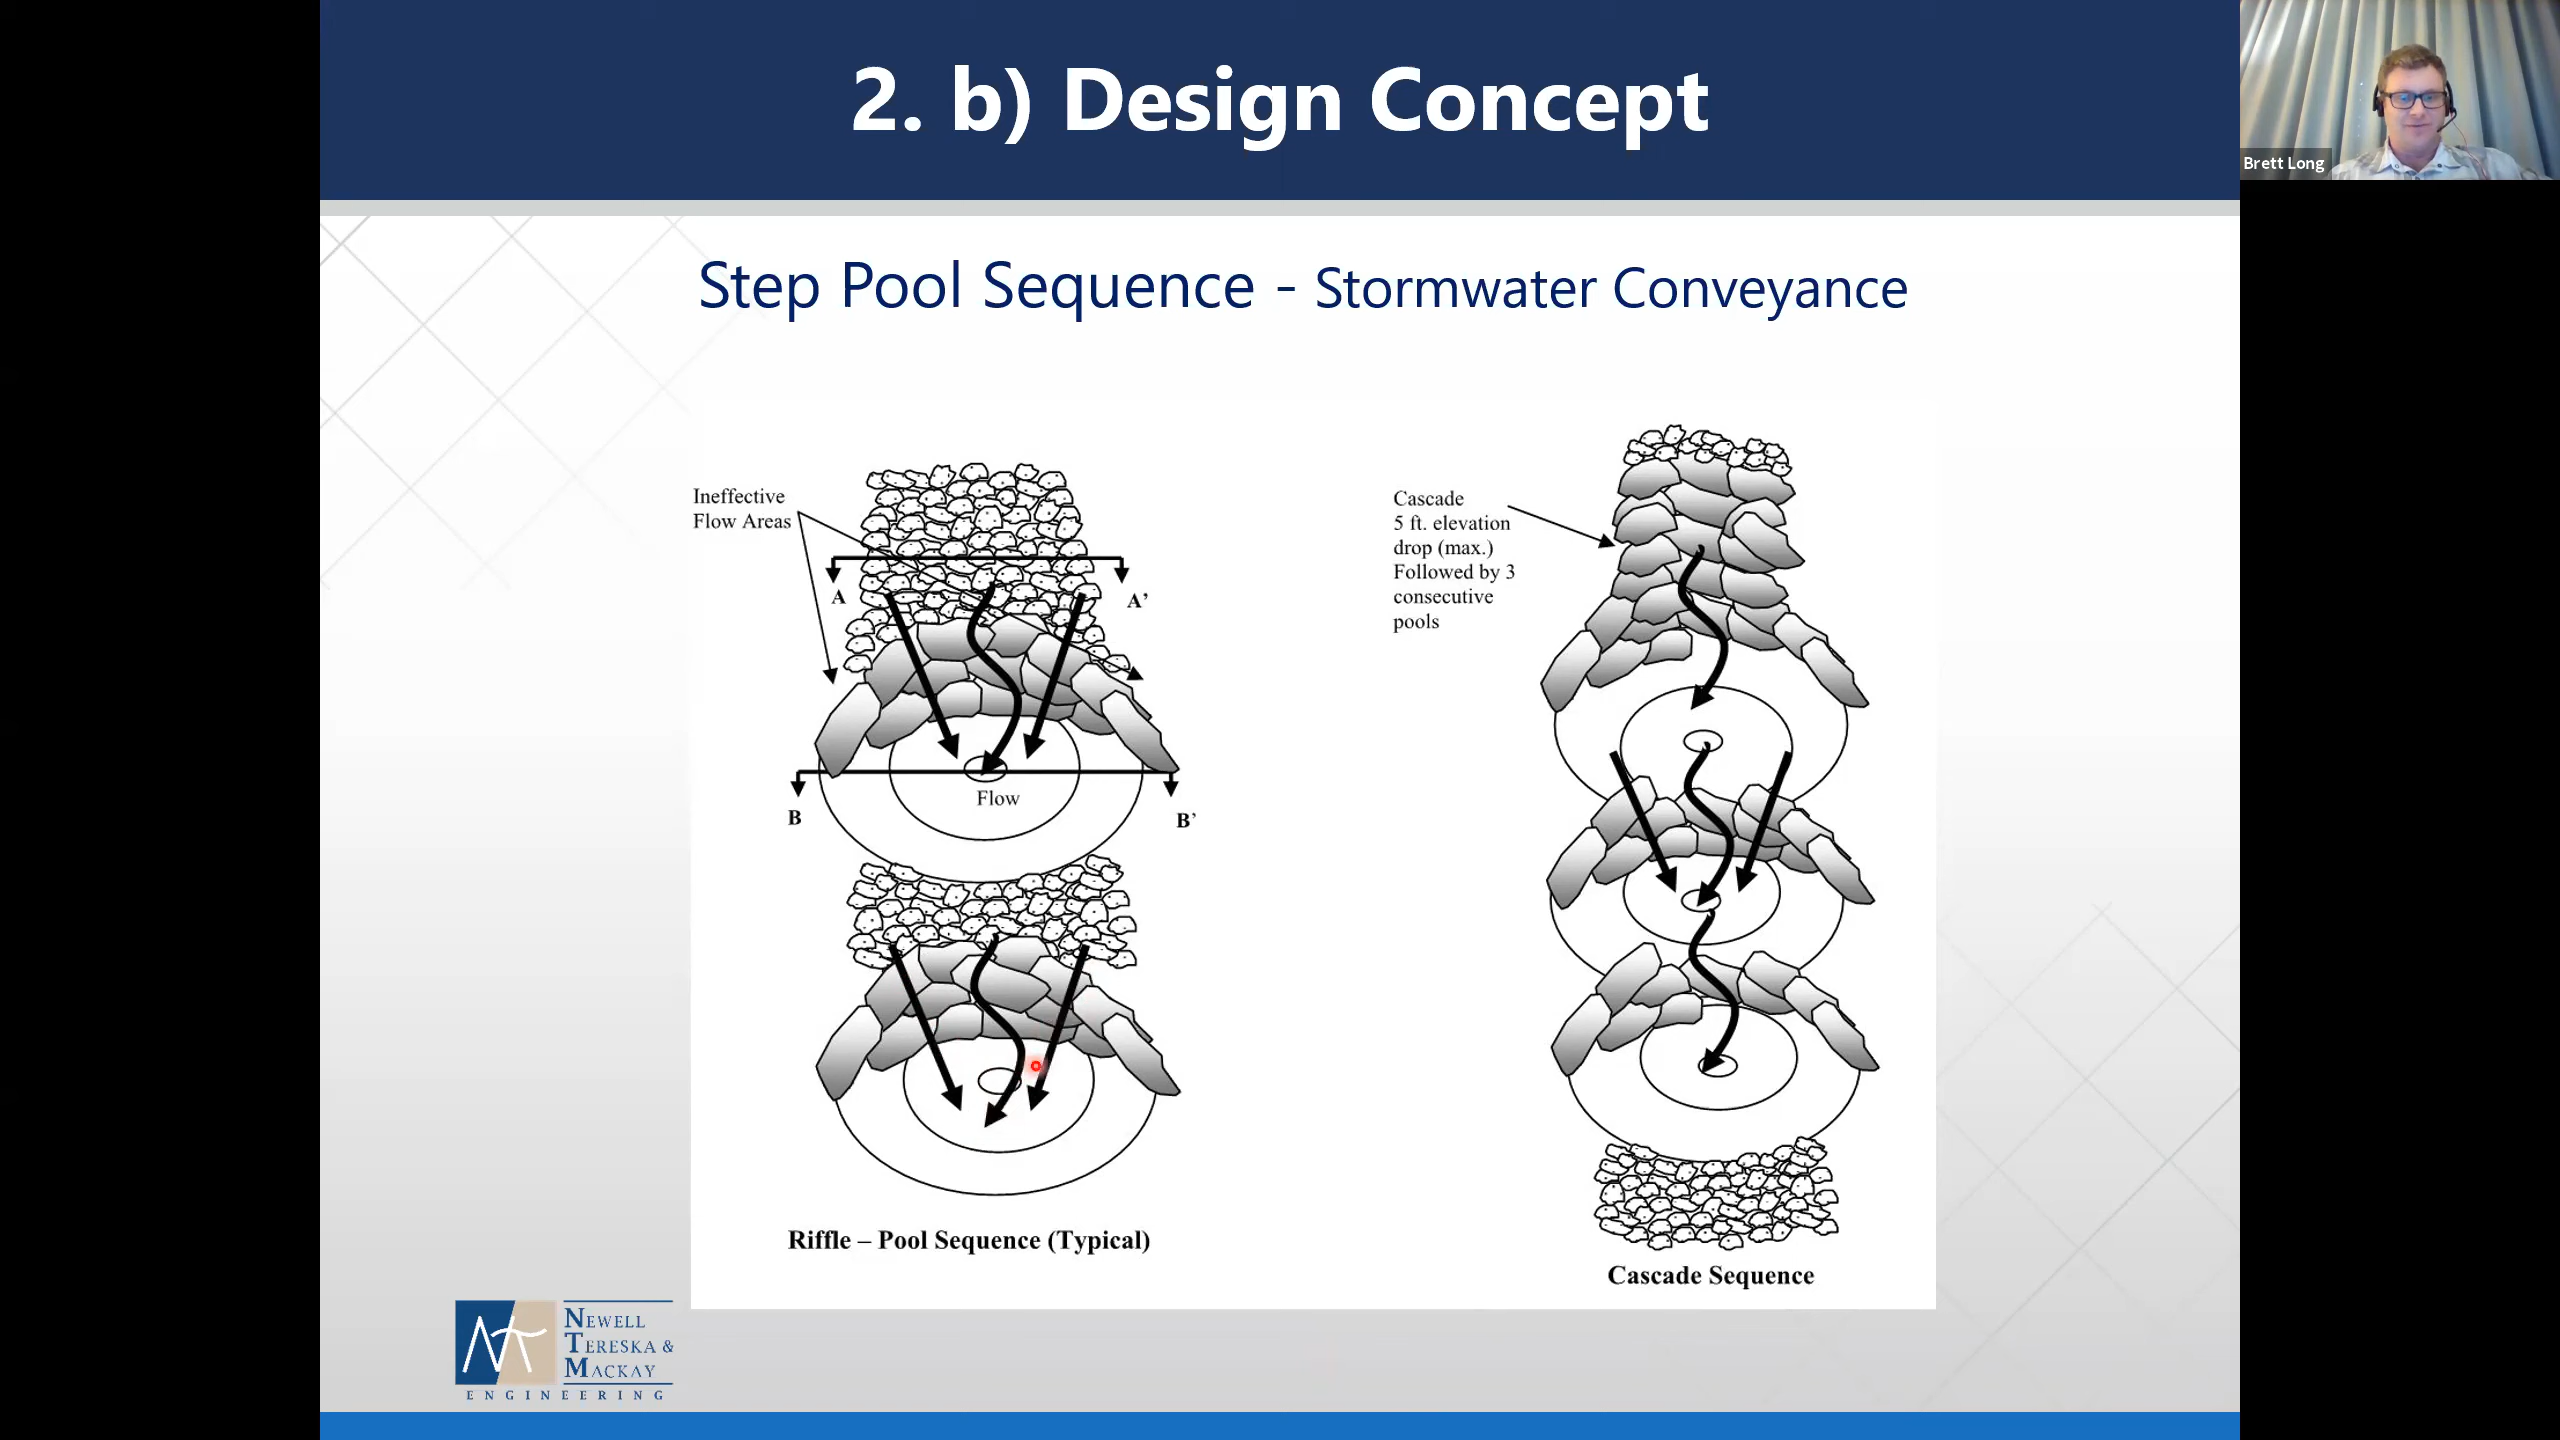 2. b) Design Concept
Brett Long
Step Pool Sequence - Stormwater Conveyance
Ineffective
Flow Areas
A
A’
B
B’
Flow
Riffle – Pool Sequence (Typical)
Cascade
5 ft. elevation
drop (max.)
Followed by 3
consecutive
pools
Cascade Sequence
NEWELL
TERESKA &
MACKAY
ENGINEERING